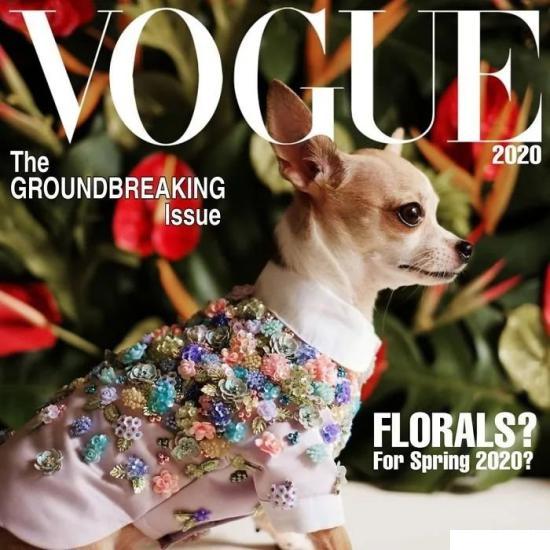 VOGUE
2020
The
GROUNDBREAKING
Issue
FLORALS?
For Spring 2020?